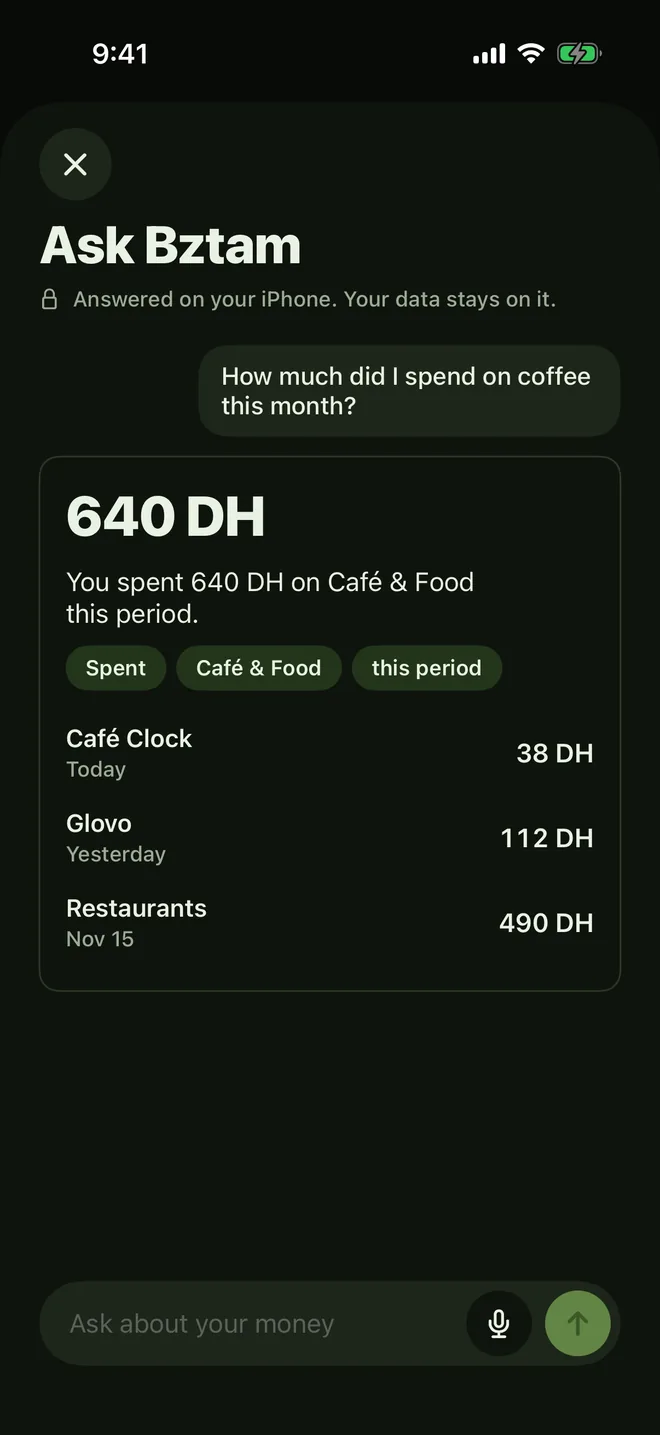 9:41
Ask Bztam
Answered on your iPhone. Your data stays on it.
How much did I spend on coffee
this month?
640 DH
You spent 640 DH on Café & Food
this period.
Spent Café & Food this period
Café Clock
Today
38 DH
Glovo
Yesterday
112 DH
Restaurants
Nov 15
490 DH
Ask about your money